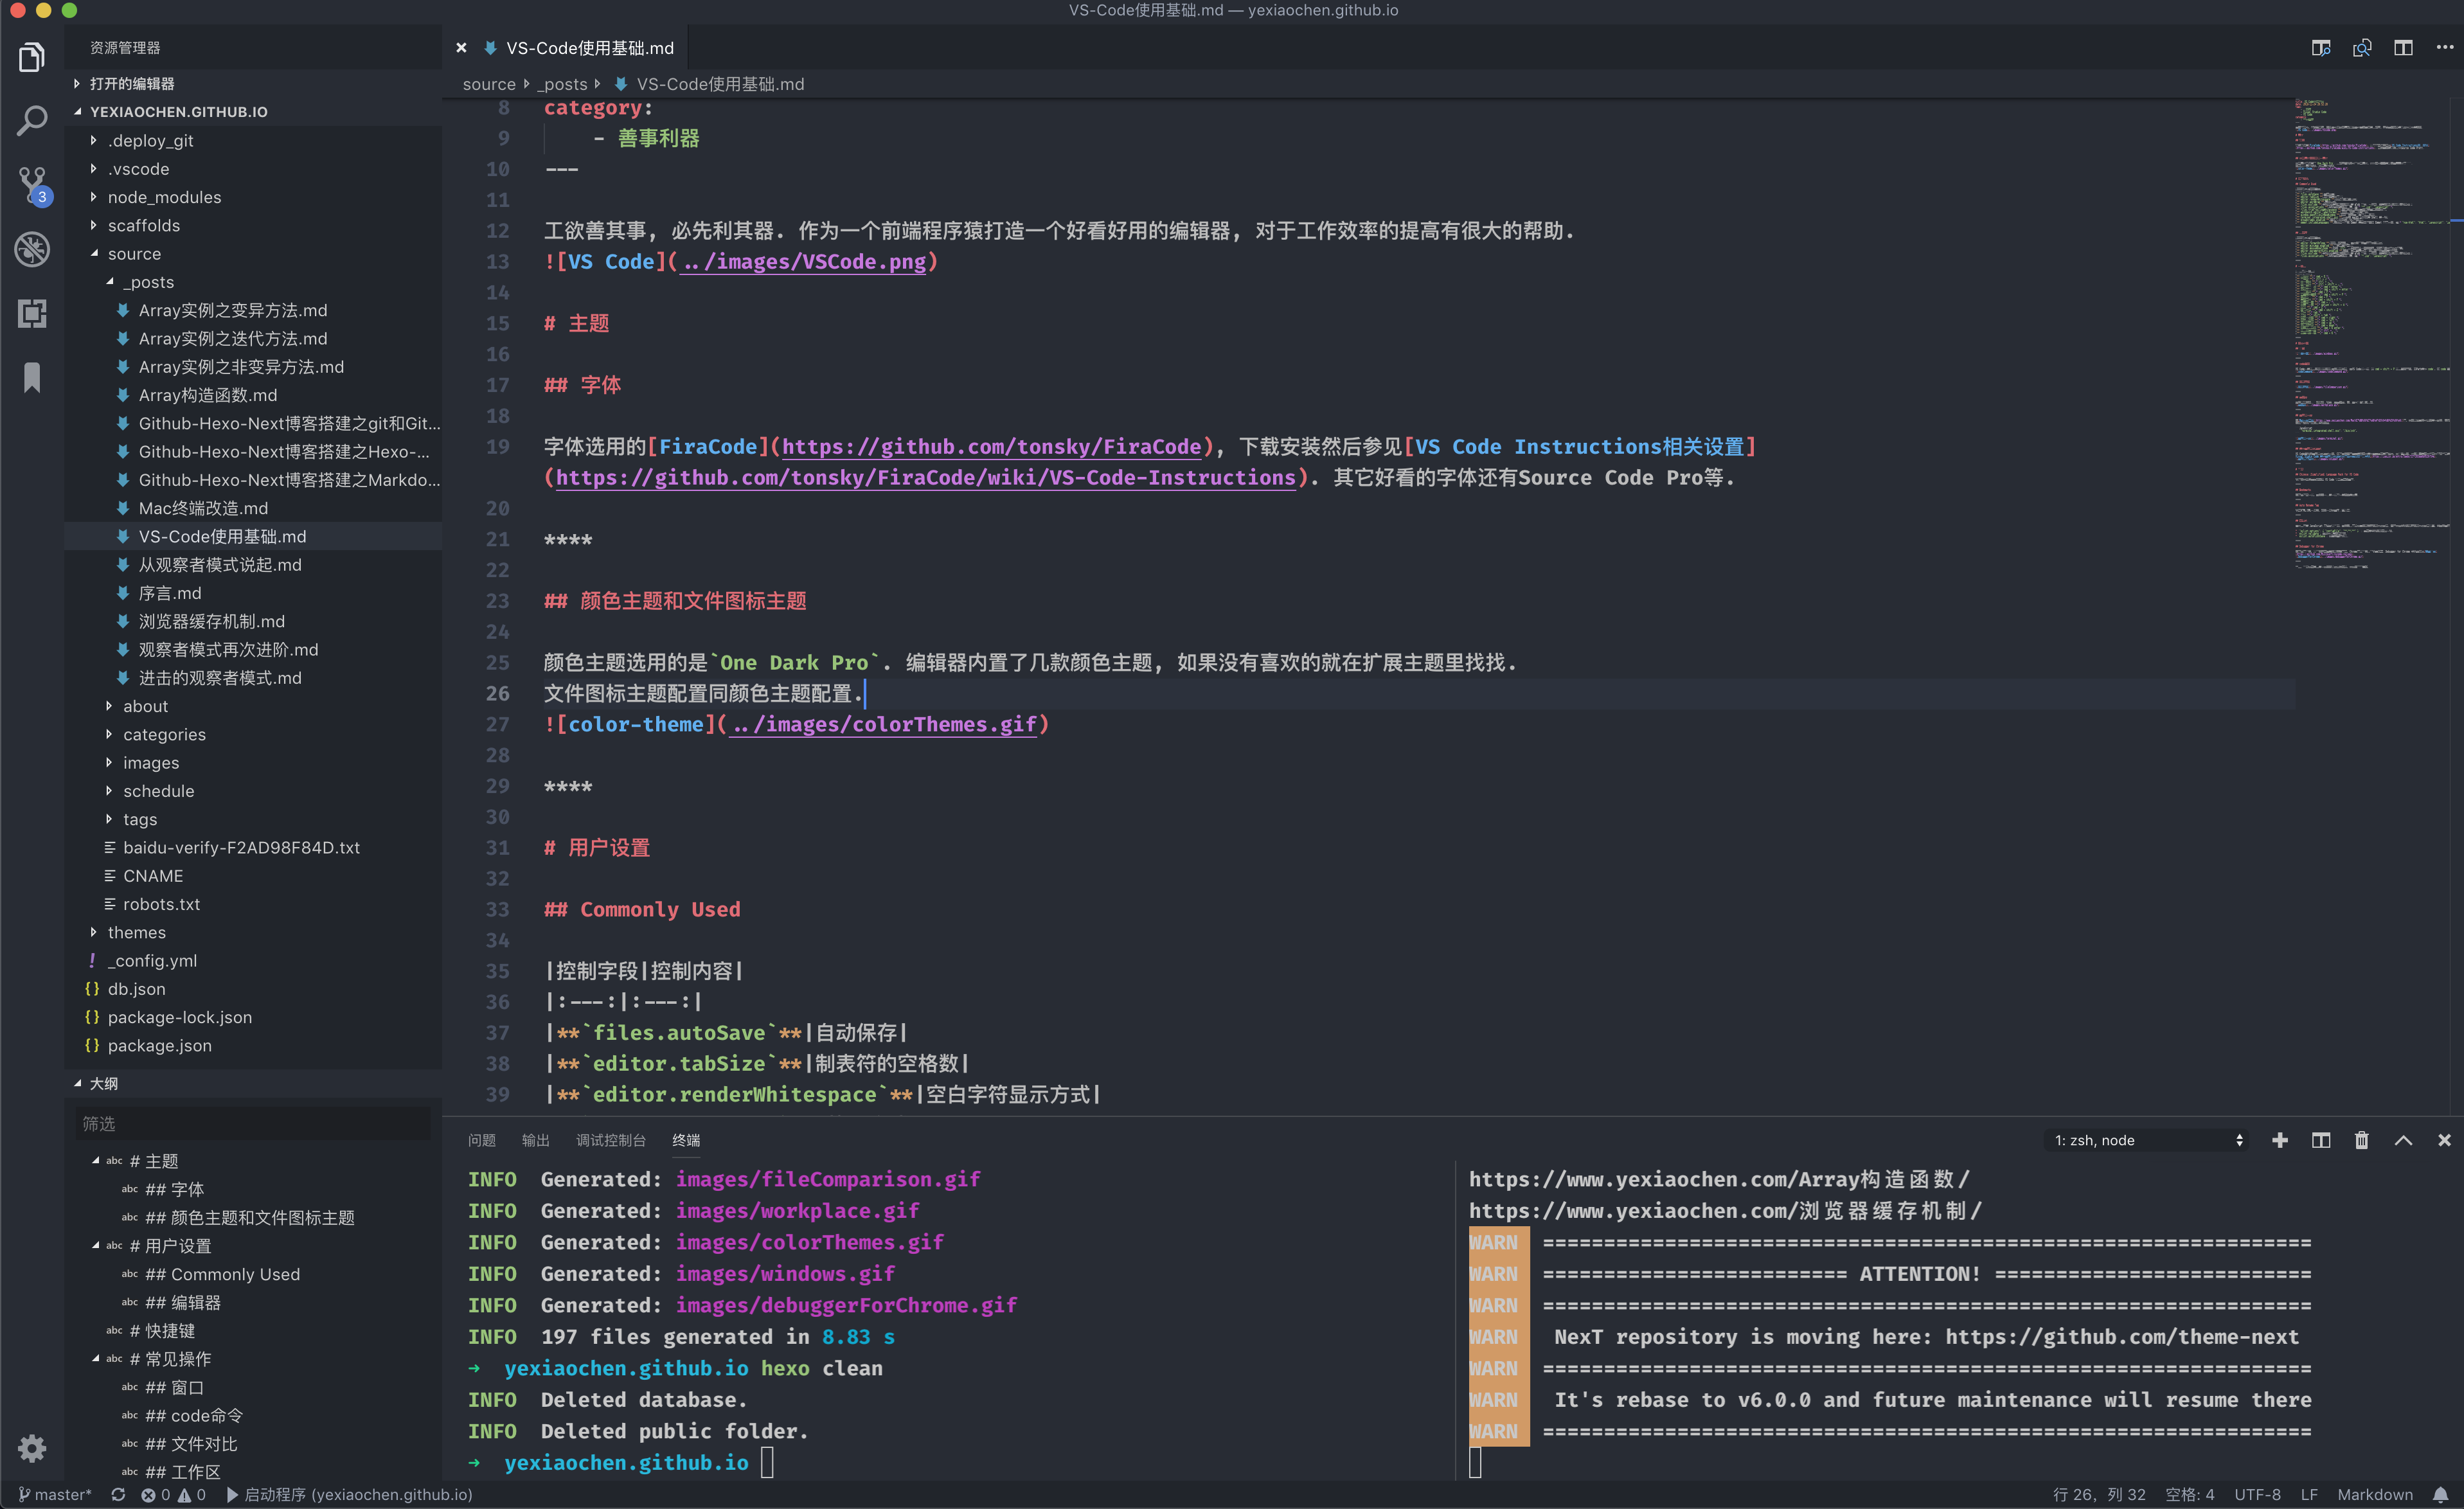 VS-Code使用基础.md — yexiaochen.github.io
资源管理器
打开的编辑器
YEXIAOCHEN.GITHUB.IO
.deploy_git
.vscode
node_modules
scaffolds
source
_posts
Array实例之变异方法.md
Array实例之迭代方法.md
Array实例之非变异方法.md
Array构造函数.md
Github-Hexo-Next博客搭建之git和Git...
Github-Hexo-Next博客搭建之Hexo-...
Github-Hexo-Next博客搭建之Markdo...
Mac终端改造.md
VS-Code使用基础.md
从观察者模式说起.md
序言.md
浏览器缓存机制.md
观察者模式再次进阶.md
进击的观察者模式.md
about
categories
images
schedule
tags
baidu-verify-F2AD98F84D.txt
CNAME
robots.txt
themes
_config.yml
db.json
package-lock.json
package.json
大纲
筛选
abc # 主题
abc ## 字体
abc ## 颜色主题和文件图标主题
abc # 用户设置
abc ## Commonly Used
abc ## 编辑器
abc # 快捷键
abc # 常见操作
abc ## 窗口
abc ## code命令
abc ## 文件对比
abc ## 工作区
3
VS-Code使用基础.md
source _posts VS-Code使用基础.md
8 category:
9 - 善事利器
10 ---
11
12 工欲善其事, 必先利其器. 作为一个前端程序猿打造一个好看好用的编辑器, 对于工作效率的提高有很大的帮助.
13 ![VS Code](../images/VSCode.png)
14
15 # 主题
16
17 ## 字体
18
19 字体选用的[FiraCode](https://github.com/tonsky/FiraCode), 下载安装然后参见[VS Code Instructions相关设置]
(https://github.com/tonsky/FiraCode/wiki/VS-Code-Instructions). 其它好看的字体还有Source Code Pro等.
20
21 ****
22
23 ## 颜色主题和文件图标主题
24
25 颜色主题选用的是`One Dark Pro`. 编辑器内置了几款颜色主题, 如果没有喜欢的就在扩展主题里找找.
26 文件图标主题配置同颜色主题配置.
27 ![color-theme](../images/colorThemes.gif)
28
29 ****
30
31 # 用户设置
32
33 ## Commonly Used
34
35 |控制字段|控制内容|
36 |:---:|:---:|
37 |**`files.autoSave`**|自动保存|
38 |**`editor.tabSize`**|制表符的空格数|
39 |**`editor.renderWhitespace`**|空白字符显示方式|
问题 输出 调试控制台 终端 1: zsh, node
INFO Generated: images/fileComparison.gif
INFO Generated: images/workplace.gif
INFO Generated: images/colorThemes.gif
INFO Generated: images/windows.gif
INFO Generated: images/debuggerForChrome.gif
INFO 197 files generated in 8.83 s
➜ yexiaochen.github.io hexo clean
INFO Deleted database.
INFO Deleted public folder.
➜ yexiaochen.github.io
https://www.yexiaochen.com/Array构造函数/
https://www.yexiaochen.com/浏览器缓存机制/
WARN ===============================================================
WARN ========================= ATTENTION! ==========================
WARN ===============================================================
WARN NexT repository is moving here: https://github.com/theme-next
WARN ===============================================================
WARN It's rebase to v6.0.0 and future maintenance will resume there
WARN ===============================================================
master* 0 0 启动程序 (yexiaochen.github.io) 行 26, 列 32 空格: 4 UTF-8 LF Markdown